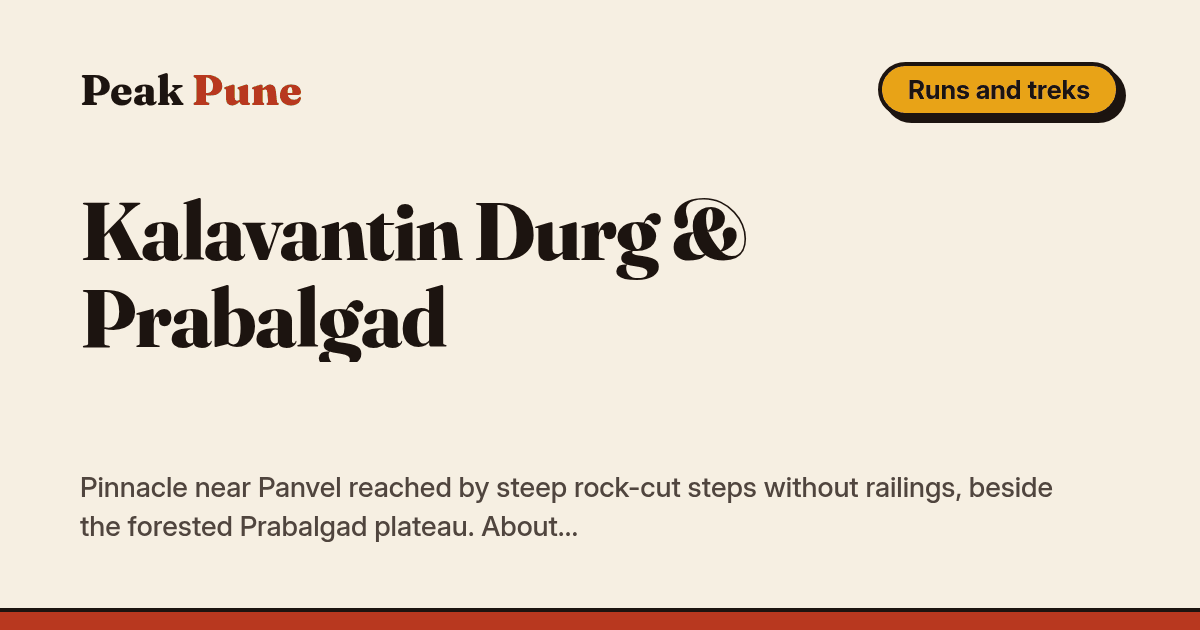 Peak Pune
Runs and treks
Kalavantin Durg &
Prabalgad
Pinnacle near Panvel reached by steep rock-cut steps without railings, beside
the forested Prabalgad plateau. About...